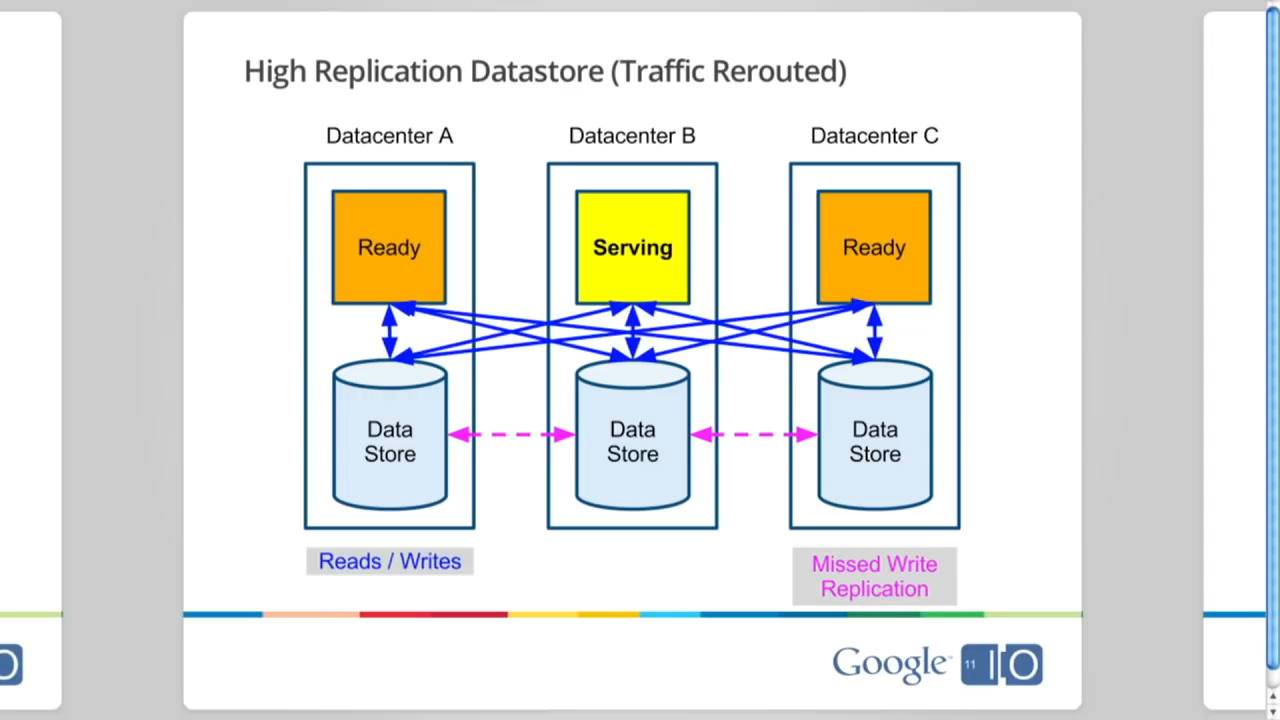 High Replication Datastore (Traffic Rerouted)
Datacenter A
Datacenter B
Datacenter C
Ready
Serving
Ready
Data
Store
Data
Store
Data
Store
Reads / Writes
Missed Write
Replication
Google™ 11 IO
O